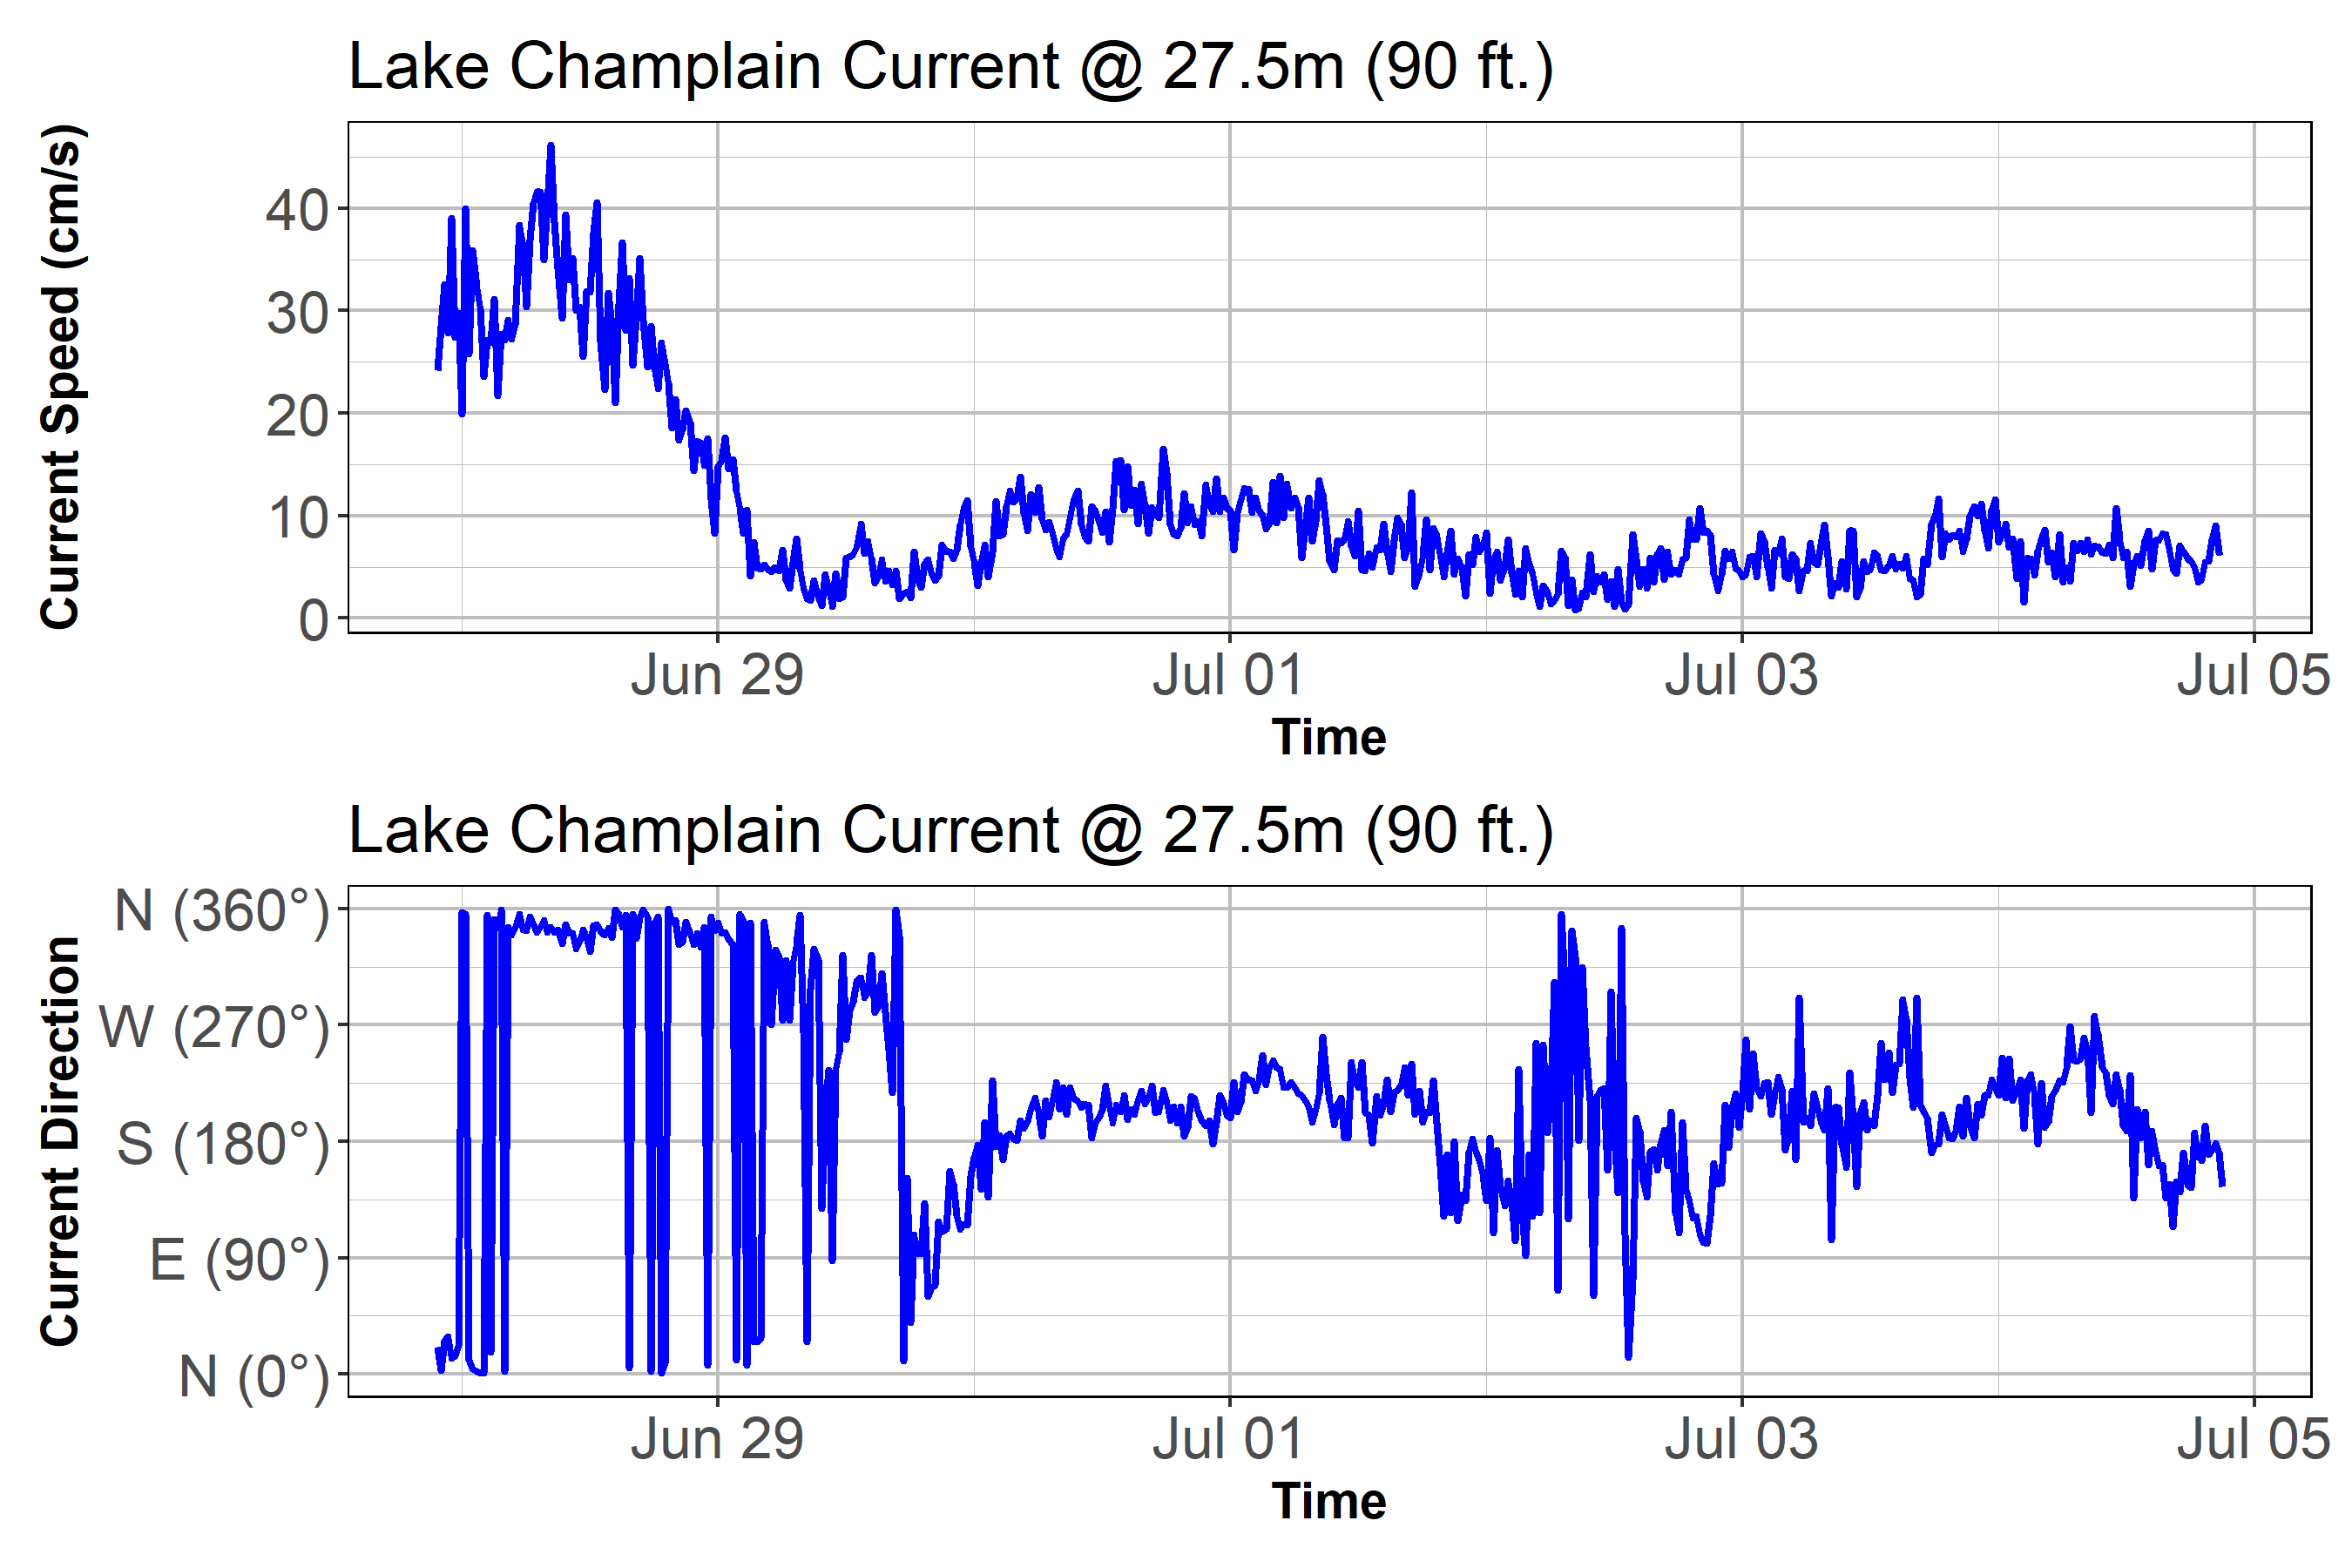 Lake Champlain Current @ 27.5m (90 ft.)
Current Speed (cm/s)
40
30
20
10
0
Jun 29 Jul 01 Jul 03 Jul 05
Time
Lake Champlain Current @ 27.5m (90 ft.)
Current Direction
N (360°)
W (270°)
S (180°)
E (90°)
N (0°)
Jun 29 Jul 01 Jul 03 Jul 05
Time